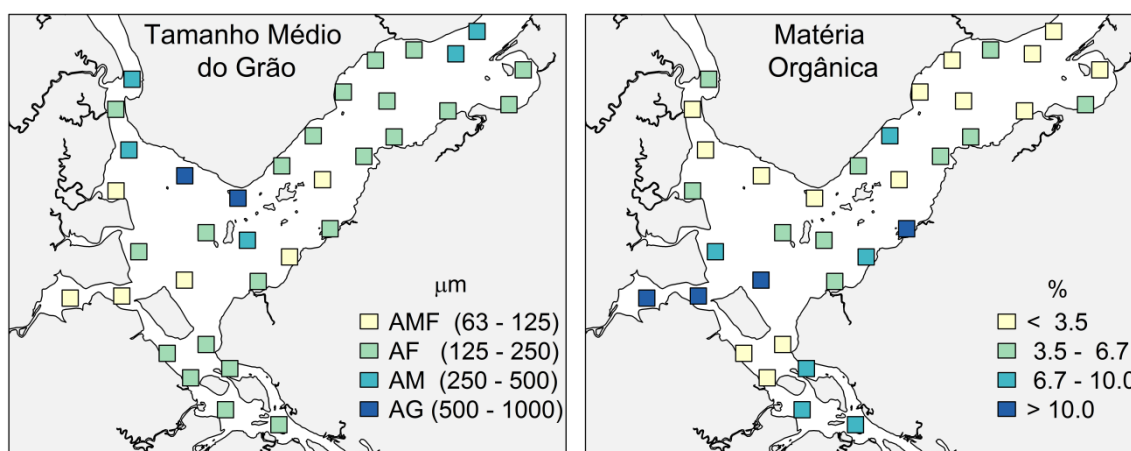 Tamanho Médio
do Grão
μm
AMF (63 - 125)
AF (125 - 250)
AM (250 - 500)
AG (500 - 1000)
Matéria
Orgânica
%
< 3.5
3.5 - 6.7
6.7 - 10.0
> 10.0